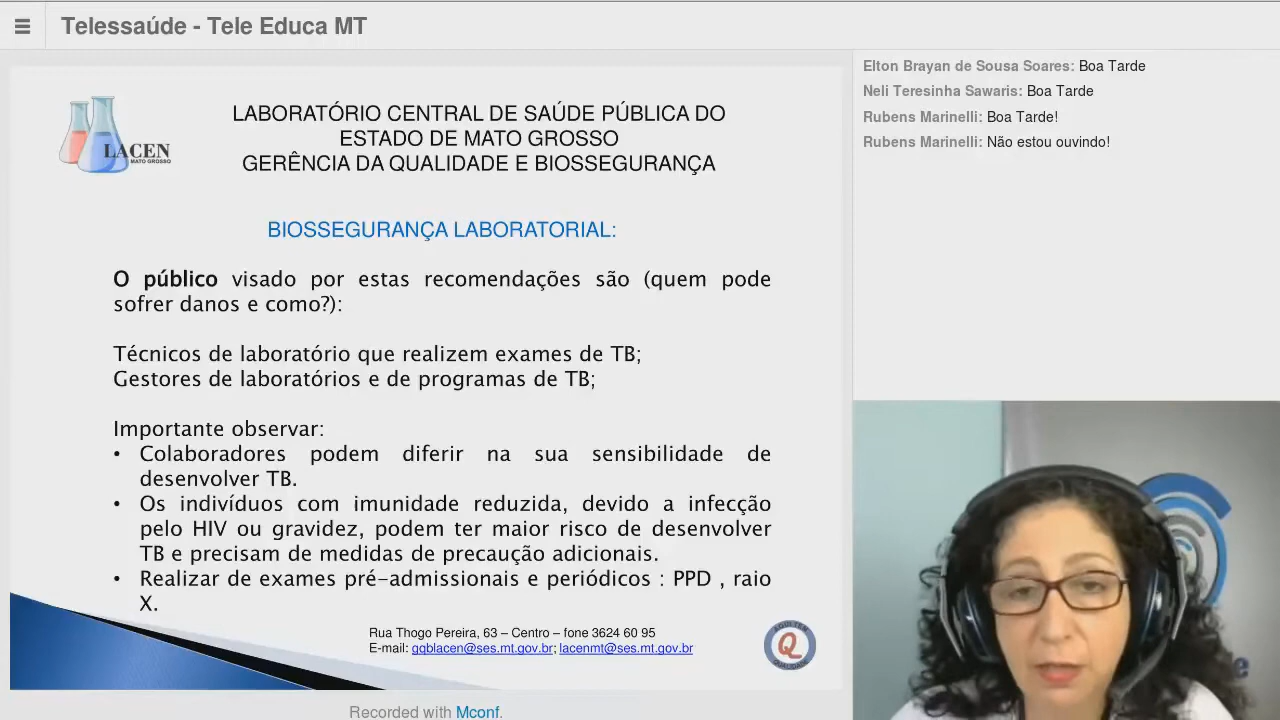 Telessaúde - Tele Educa MT
LACEN
MATO GROSSO
LABORATÓRIO CENTRAL DE SAÚDE PÚBLICA DO
ESTADO DE MATO GROSSO
GERÊNCIA DA QUALIDADE E BIOSSEGURANÇA
BIOSSEGURANÇA LABORATORIAL:
O público visado por estas recomendações são (quem pode
sofrer danos e como?):
Técnicos de laboratório que realizem exames de TB;
Gestores de laboratórios e de programas de TB;
Importante observar:
• Colaboradores podem diferir na sua sensibilidade de
desenvolver TB.
• Os indivíduos com imunidade reduzida, devido a infecção
pelo HIV ou gravidez, podem ter maior risco de desenvolver
TB e precisam de medidas de precaução adicionais.
• Realizar de exames pré-admissionais e periódicos : PPD , raio
X.
Rua Thogo Pereira, 63 – Centro – fone 3624 60 95
E-mail: gqblacen@ses.mt.gov.br; lacenmt@ses.mt.gov.br
Q
QUALIDADE
Recorded with Mconf.
Elton Brayan de Sousa Soares: Boa Tarde
Neli Teresinha Sawaris: Boa Tarde
Rubens Marinelli: Boa Tarde!
Rubens Marinelli: Não estou ouvindo!